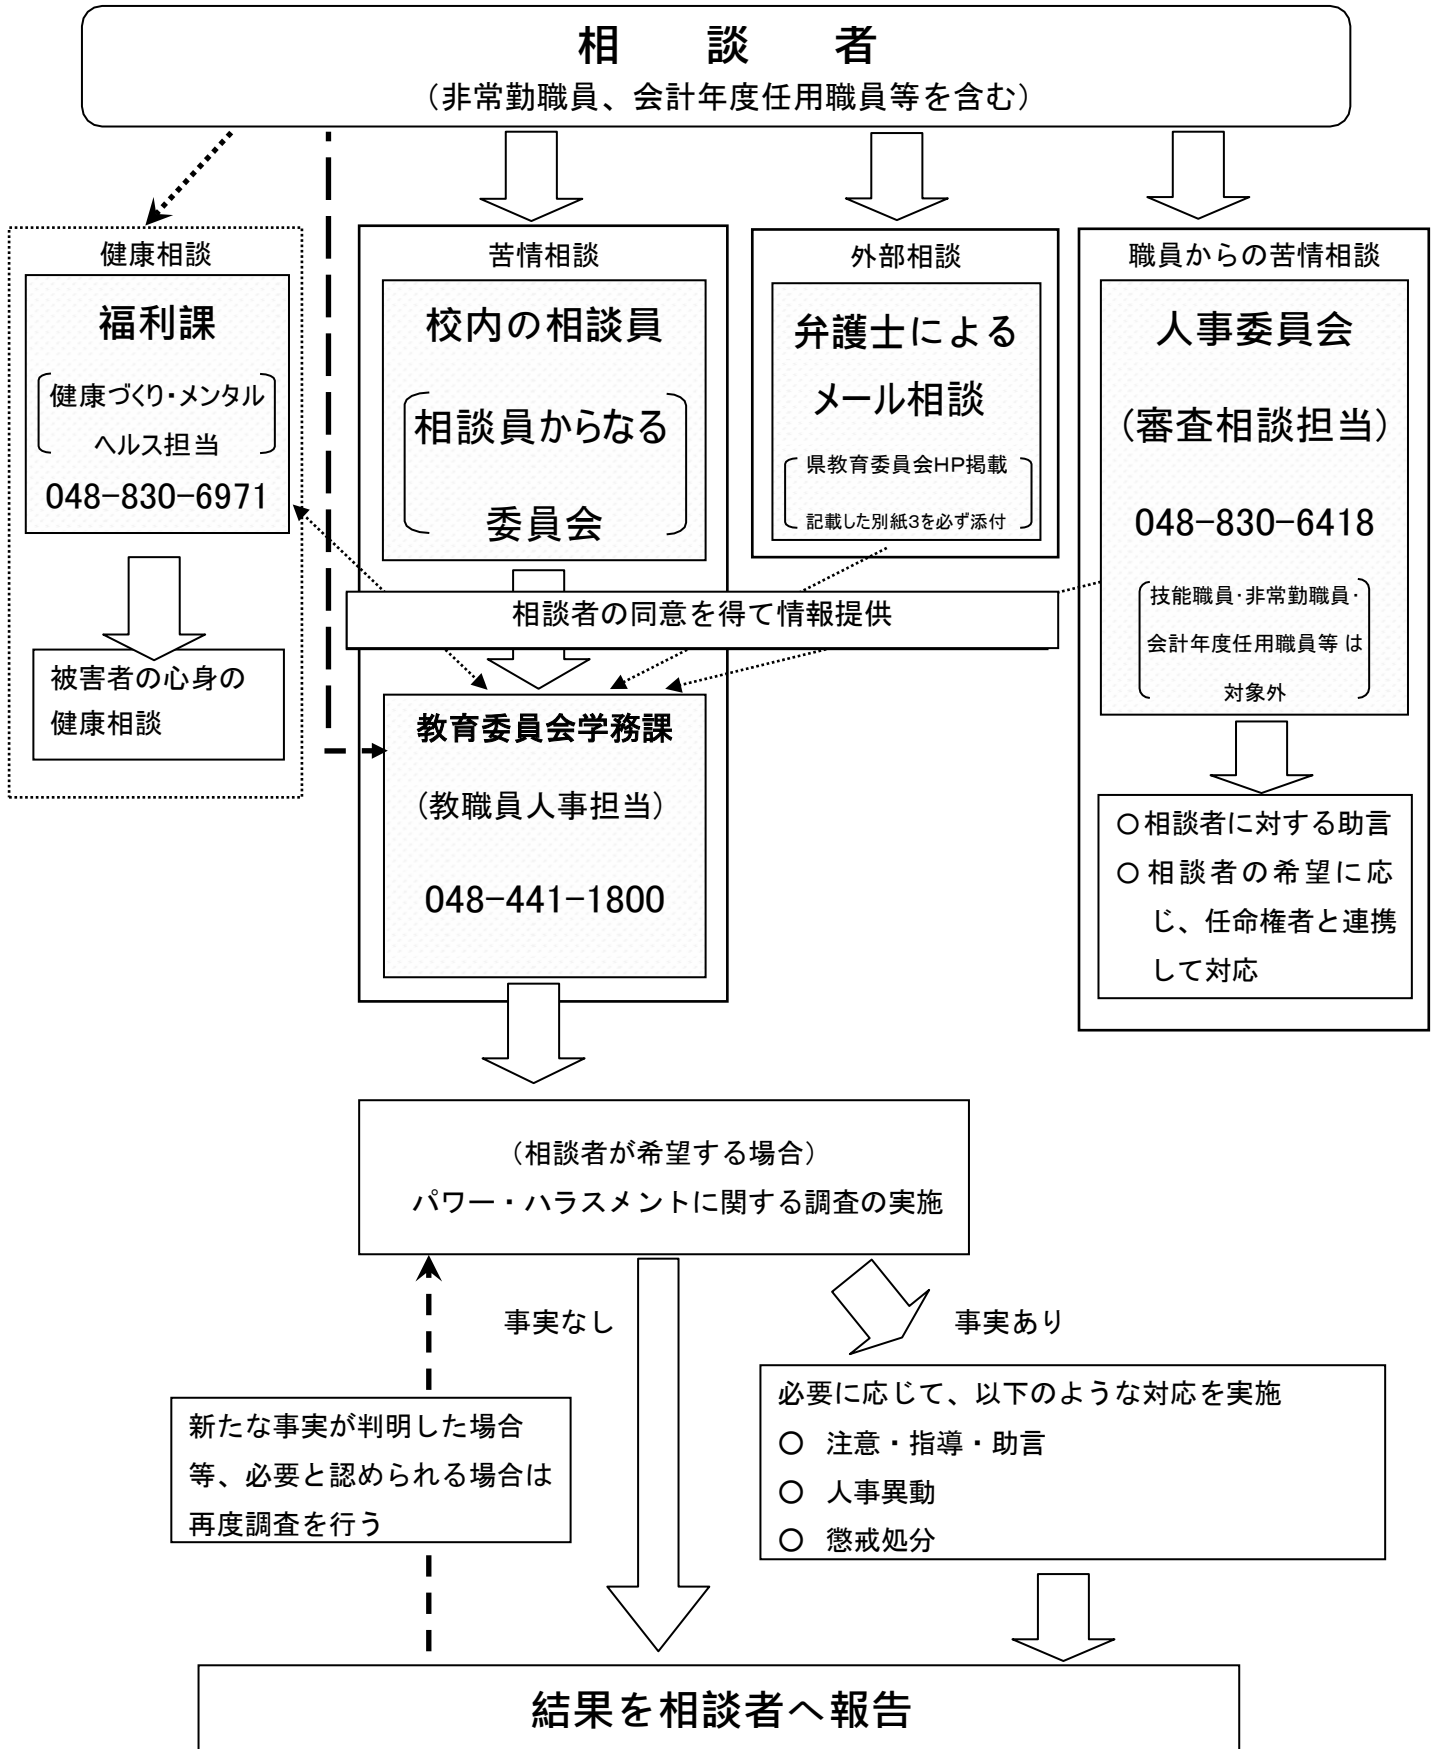 相　談　者
（非常勤職員、会計年度任用職員等を含む）
健康相談
福利課
健康づくり・メンタル
ヘルス担当
048-830-6971
被害者の心身の
健康相談
苦情相談
校内の相談員
相談員からなる
委員会
外部相談
弁護士による
メール相談
県教育委員会HP掲載
記載した別紙3を必ず添付
職員からの苦情相談
人事委員会
（審査相談担当）
048-830-6418
技能職員・非常勤職員・
会計年度任用職員等 は
対象外
相談者の同意を得て情報提供
教育委員会学務課
（教職員人事担当）
048-441-1800
○相談者に対する助言
○相談者の希望に応
じ、任命権者と連携
して対応
（相談者が希望する場合）
パワー・ハラスメントに関する調査の実施
事実なし
事実あり
新たな事実が判明した場合
等、必要と認められる場合は
再度調査を行う
必要に応じて、以下のような対応を実施
○ 注意・指導・助言
○ 人事異動
○ 懲戒処分
結果を相談者へ報告